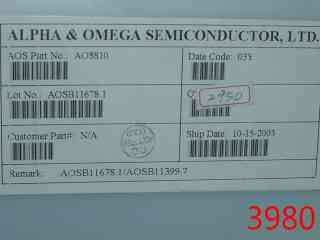 ALPHA & OMEGA SEMICONDUCTOR, LTD.
AOS Part No.: AO8810 Date Code: 03Y
Lot No.: AOSB11678.1 2950
Customer Part#: N/A Ship Date: 10-15-2003
Remark: AOSB11678.1/AOSB11399.7
3980